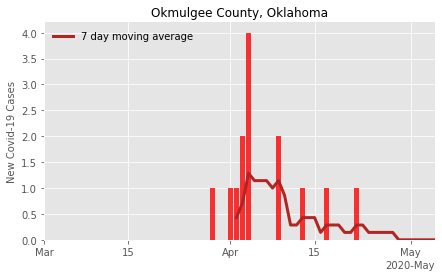 Okmulgee County, Oklahoma
7 day moving average
New Covid-19 Cases
4.0
3.5
3.0
2.5
2.0
1.5
1.0
0.5
0.0
Mar 15 Apr 15 May
2020-May